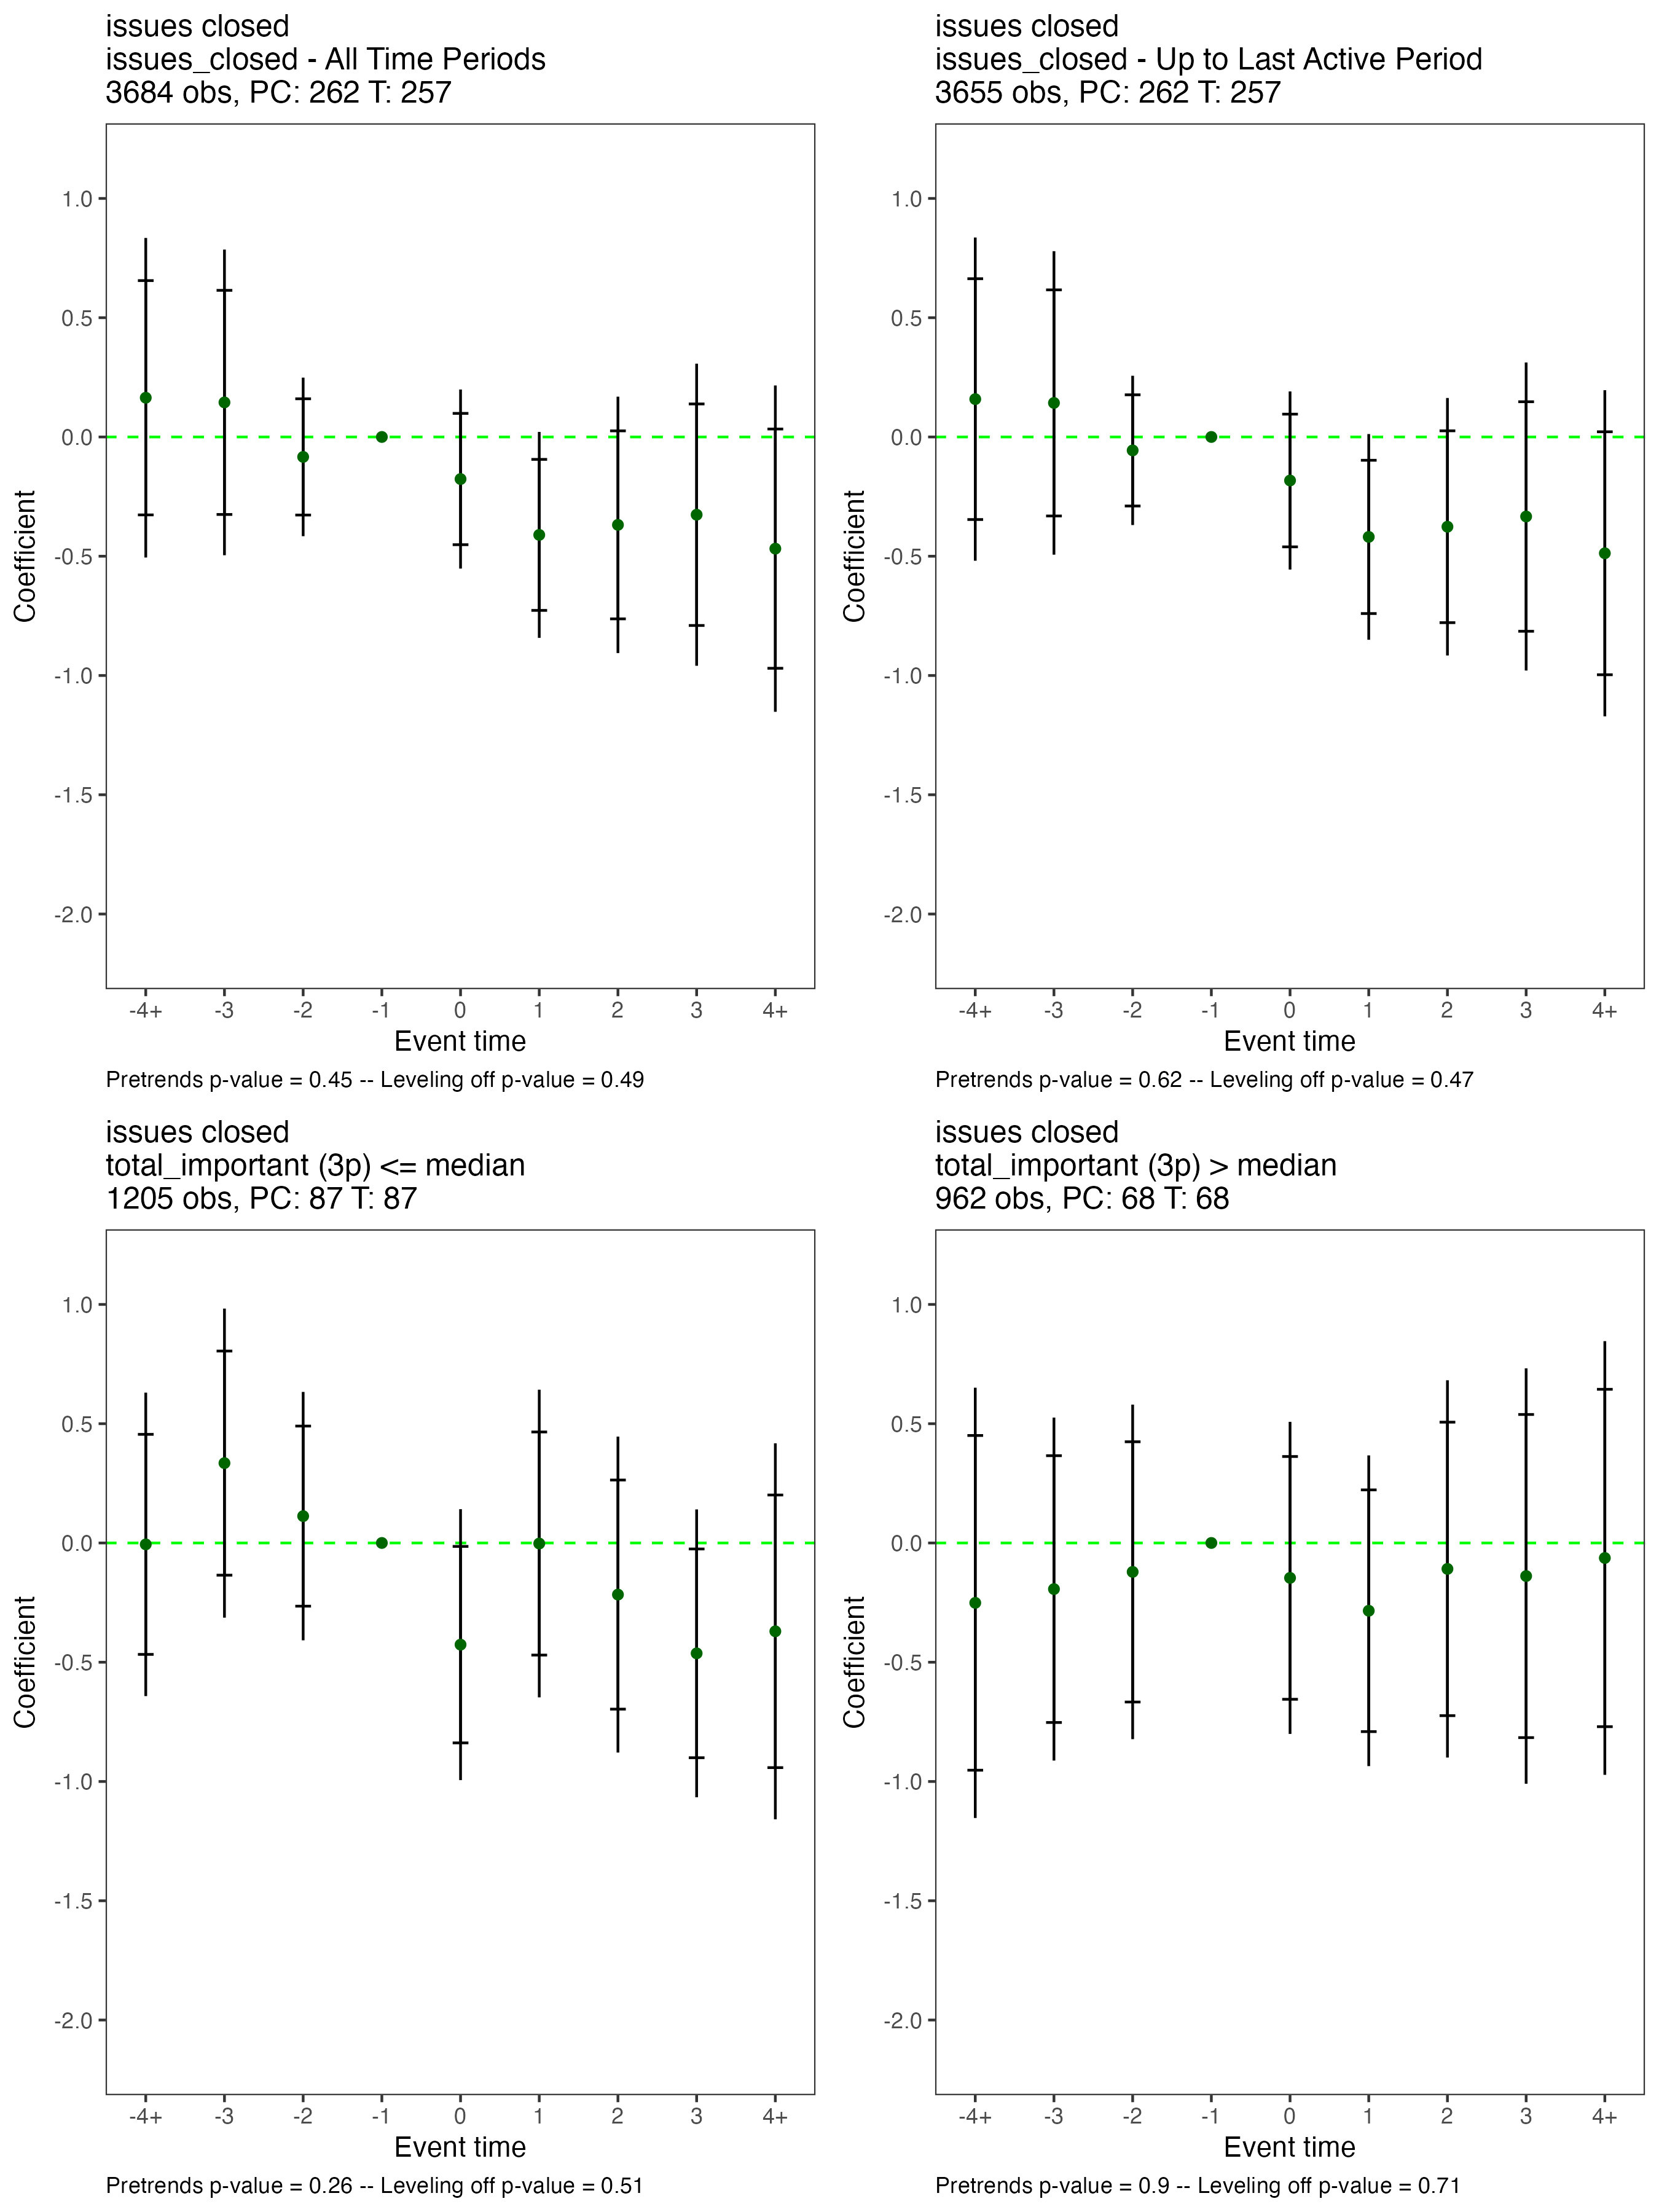 issues closed
issues_closed - All Time Periods
3684 obs, PC: 262 T: 257
Coefficient
1.0
0.5
0.0
-0.5
-1.0
-1.5
-2.0
-4+ -3 -2 -1 0 1 2 3 4+
Event time
Pretrends p-value = 0.45 -- Leveling off p-value = 0.49
issues closed
issues_closed - Up to Last Active Period
3655 obs, PC: 262 T: 257
Coefficient
1.0
0.5
0.0
-0.5
-1.0
-1.5
-2.0
-4+ -3 -2 -1 0 1 2 3 4+
Event time
Pretrends p-value = 0.62 -- Leveling off p-value = 0.47
issues closed
total_important (3p) <= median
1205 obs, PC: 87 T: 87
Coefficient
1.0
0.5
0.0
-0.5
-1.0
-1.5
-2.0
-4+ -3 -2 -1 0 1 2 3 4+
Event time
Pretrends p-value = 0.26 -- Leveling off p-value = 0.51
issues closed
total_important (3p) > median
962 obs, PC: 68 T: 68
Coefficient
1.0
0.5
0.0
-0.5
-1.0
-1.5
-2.0
-4+ -3 -2 -1 0 1 2 3 4+
Event time
Pretrends p-value = 0.9 -- Leveling off p-value = 0.71